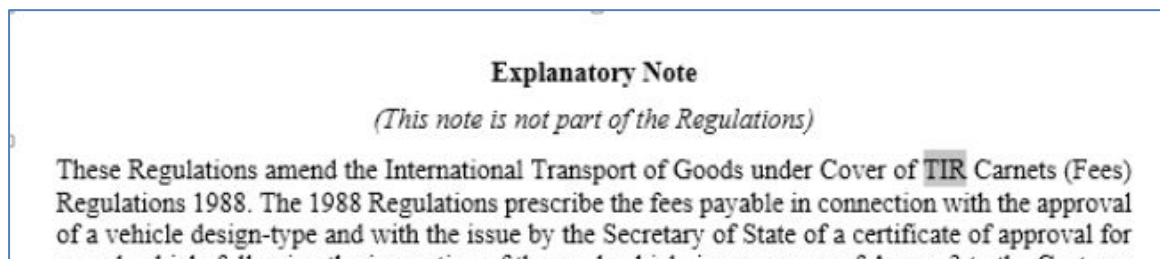 Explanatory Note
(This note is not part of the Regulations)
These Regulations amend the International Transport of Goods under Cover of TIR Carnets (Fees)
Regulations 1988. The 1988 Regulations prescribe the fees payable in connection with the approval
of a vehicle design-type and with the issue by the Secretary of State of a certificate of approval for